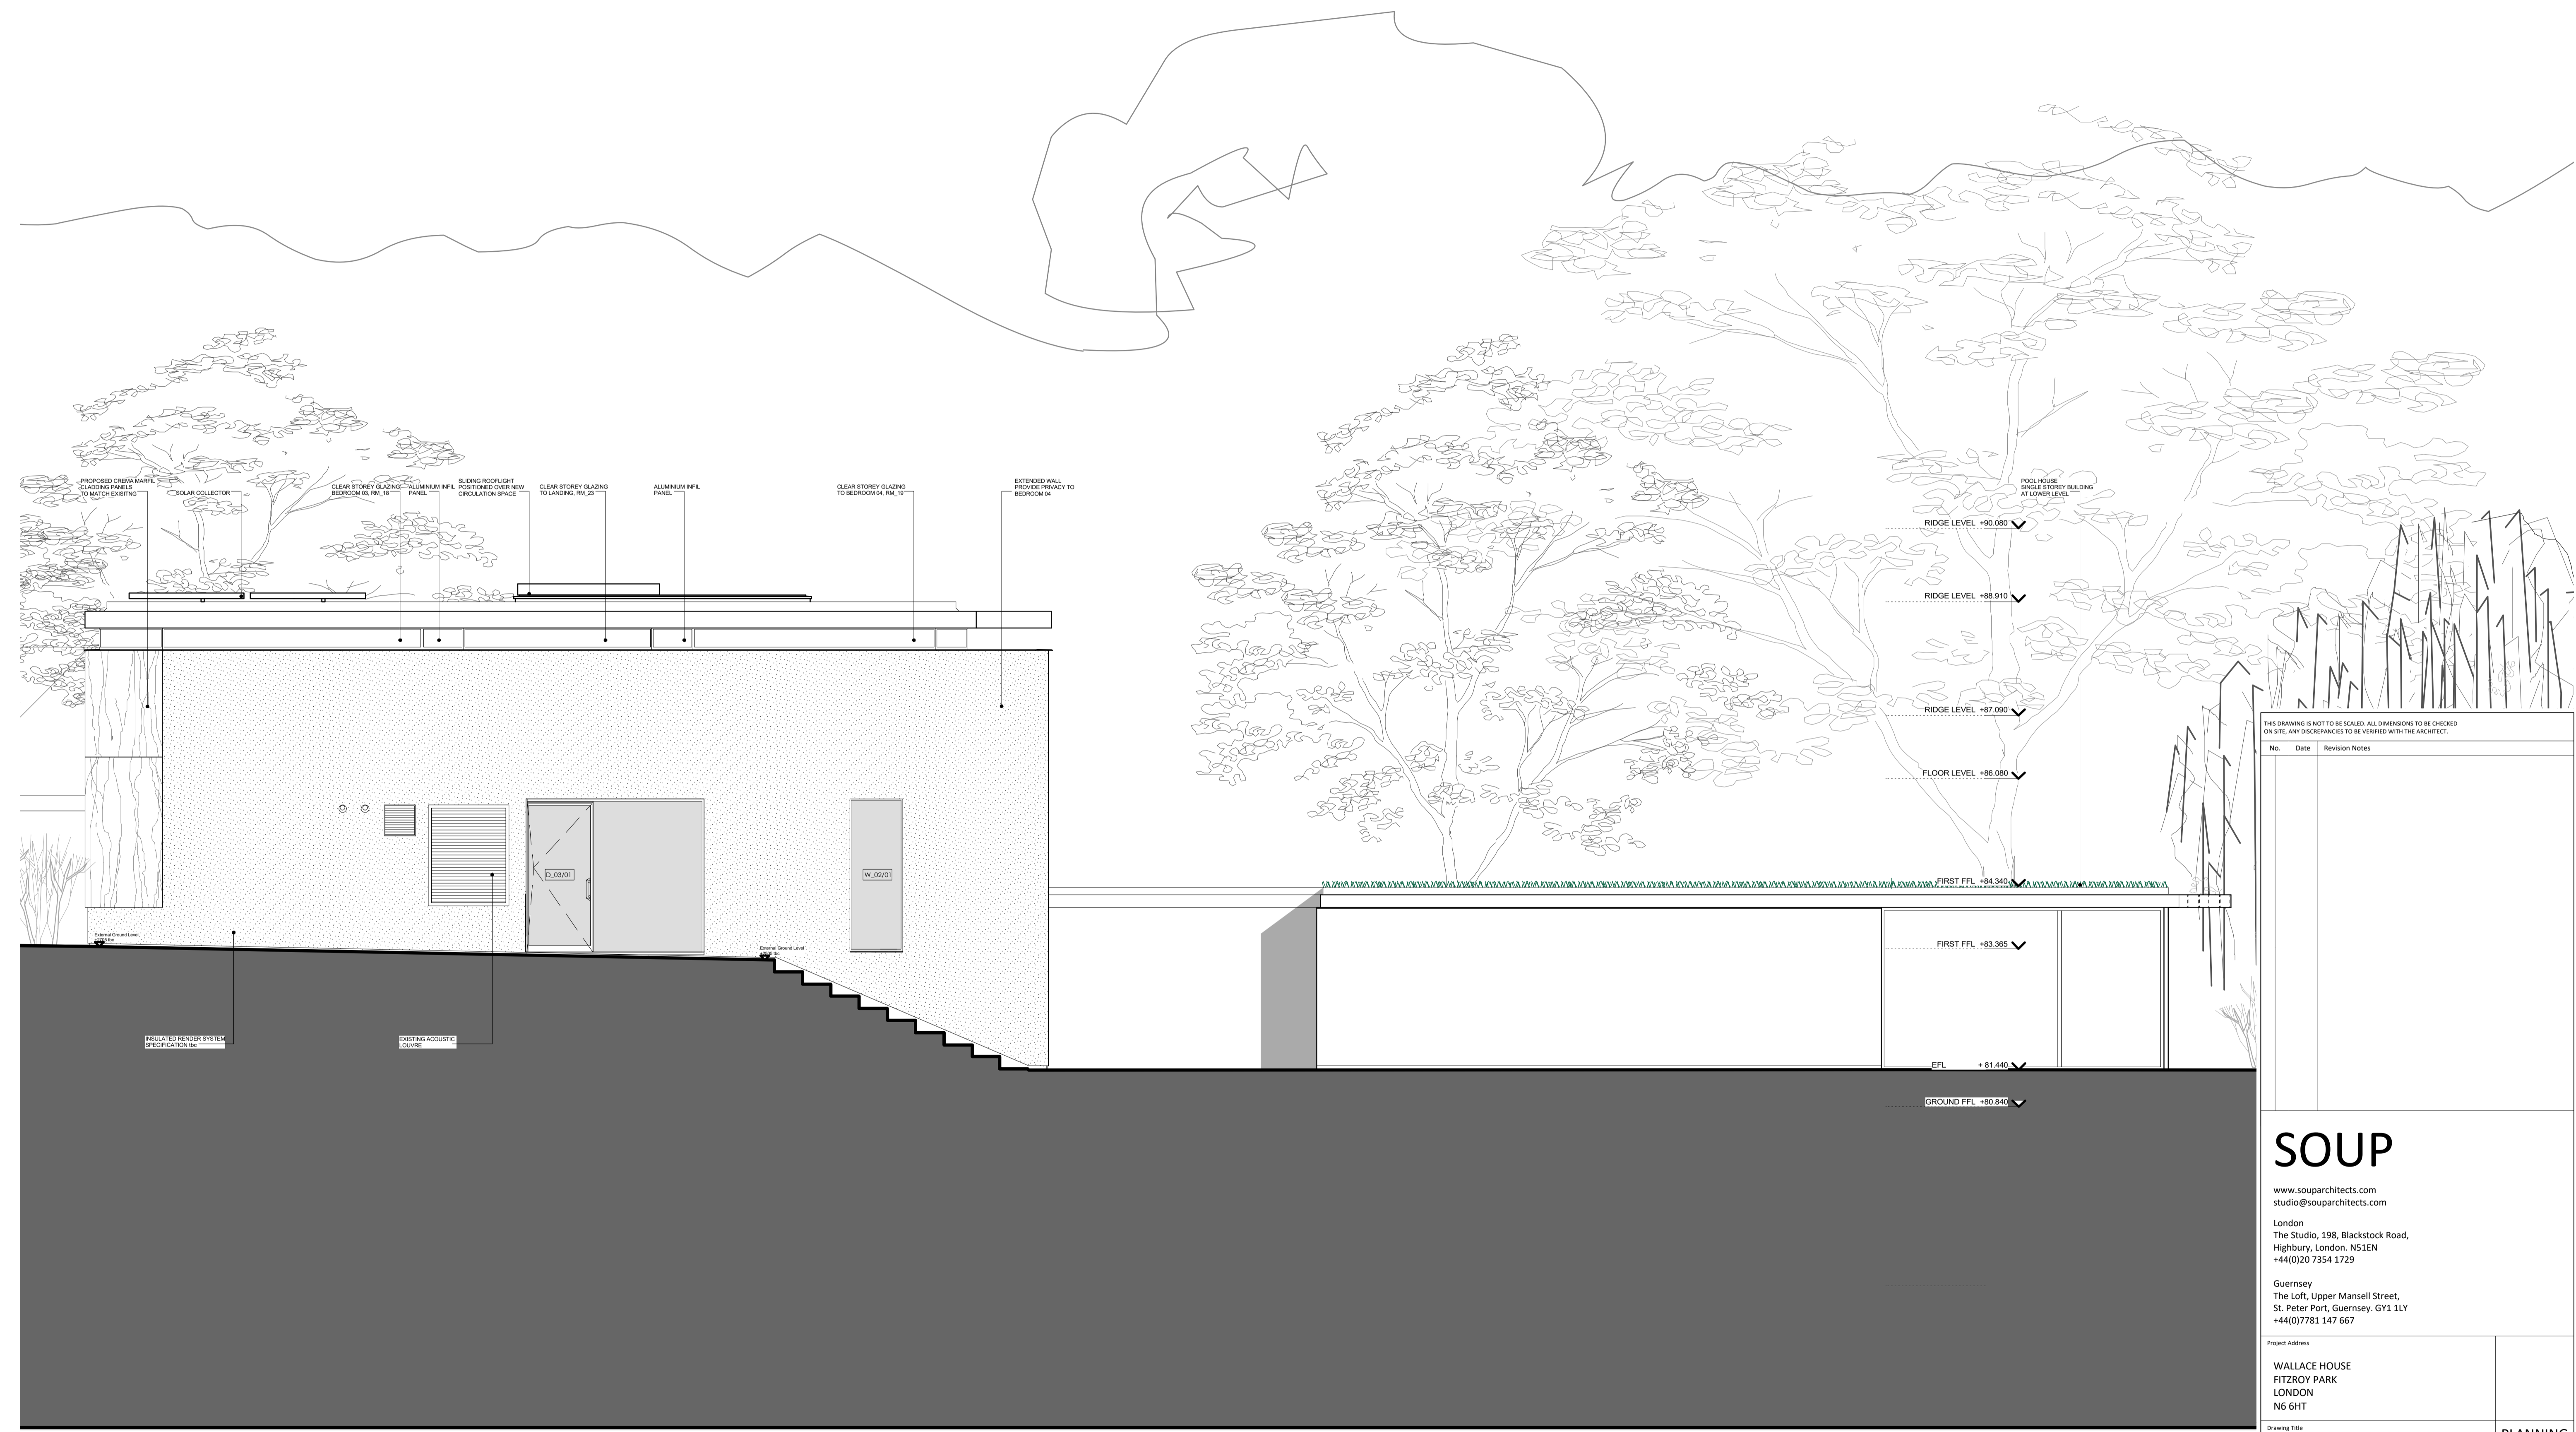 PROPOSED CREMA MARFIL
CLADDING PANELS
TO MATCH EXISITNG
SOLAR COLLECTOR
CLEAR STOREY GLAZING
BEDROOM 03, RM_18
ALUMINIUM INFIL
PANEL
SLIDING ROOFLIGHT
POSITIONED OVER NEW
CIRCULATION SPACE
CLEAR STOREY GLAZING
TO LANDING, RM_23
ALUMINIUM INFIL
PANEL
CLEAR STOREY GLAZING
TO BEDROOM 04, RM_19
EXTENDED WALL
PROVIDE PRIVACY TO
BEDROOM 04
POOL HOUSE
SINGLE STOREY BUILDING
AT LOWER LEVEL
RIDGE LEVEL +90.080
RIDGE LEVEL +88.910
RIDGE LEVEL +87.090
FLOOR LEVEL +86.080
FIRST FFL +84.340
FIRST FFL +83.365
EFL + 81.440
GROUND FFL +80.840
D_03/01
W_02/01
External Ground Level
tbc
External Ground Level
tbc
INSULATED RENDER SYSTEM
SPECIFICATION tbc
EXISTING ACOUSTIC
LOUVRE
THIS DRAWING IS NOT TO BE SCALED. ALL DIMENSIONS TO BE CHECKED
ON SITE, ANY DISCREPANCIES TO BE VERIFIED WITH THE ARCHITECT.
No. Date Revision Notes
SOUP
www.souparchitects.com
studio@souparchitects.com
London
The Studio, 198, Blackstock Road,
Highbury, London. N51EN
+44(0)20 7354 1729
Guernsey
The Loft, Upper Mansell Street,
St. Peter Port, Guernsey. GY1 1LY
+44(0)7781 147 667
Project Address
WALLACE HOUSE
FITZROY PARK
LONDON
N6 6HT
Drawing Title
PLANNING